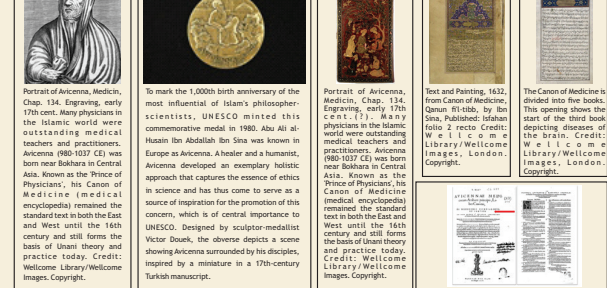 Portrait of Avicenna, Medicin,
Chap. 134.
Engraving, early
17th cent. Many physicians in
the Islamic world were
outstanding medical
teachers and practitioners.
Avicenna (980-1037 CE) was
born near Bokhara in Central
Asia. Known as the 'Prince of
Physicians', his Canon of
Medicine (medical
encyclopedia) remained the
standard text in both the East
and West until the 16th
century and still forms the
basis of Unani theory and
practice today. Credit:
Wellcome Library/Wellcome
Images. Copyright.
To mark the 1,000th birth anniversary of the
most influential of Islam's philosopher-
scientists, UNESCO minted this
commemorative medal in 1980. Abu Ali al-
Husain Ibn Abdallah Ibn Sina was known in
Europe as Avicenna. A healer and a humanist,
Avicenna developed an exemplary holistic
approach that captures the essence of ethics
in science and has thus come to serve as a
source of inspiration for the promotion of this
concern, which is of central importance to
UNESCO. Designed by sculptor-medallist
Victor Douek, the obverse depicts a scene
showing Avicenna surrounded by his disciples,
inspired by a miniature in a 17th-century
Turkish manuscript.
Portrait of Avicenna,
Medicin, Chap. 134.
Engraving, early 17th
cent.(?). Many
physicians in the Islamic
world were outstanding
medical teachers and
practitioners. Avicenna
(980-1037 CE) was born
near Bokhara in Central
Asia. Known as the
'Prince of Physicians', his
Canon of Medicine
(medical encyclopedia)
remained the standard
text in both the East and
West until the 16th
century and still forms
the basis of Unani theory
and practice today.
Credit: Wellcome
Library/Wellcome
Images. Copyright.
Text and Painting, 1632,
from Canon of Medicine,
Qanun fi'l-tibb, by Ibn
Sina, Published: Isfahan
folio 2 recto Credit:
Wellcome
Library/Wellcome
Images, London.
Copyright.
The Canon of Medicine is
divided into five books.
This opening shows the
start of the third book
depicting diseases of
the brain. Credit:
Wellcome
Library/Wellcome
Images, London.
Copyright.